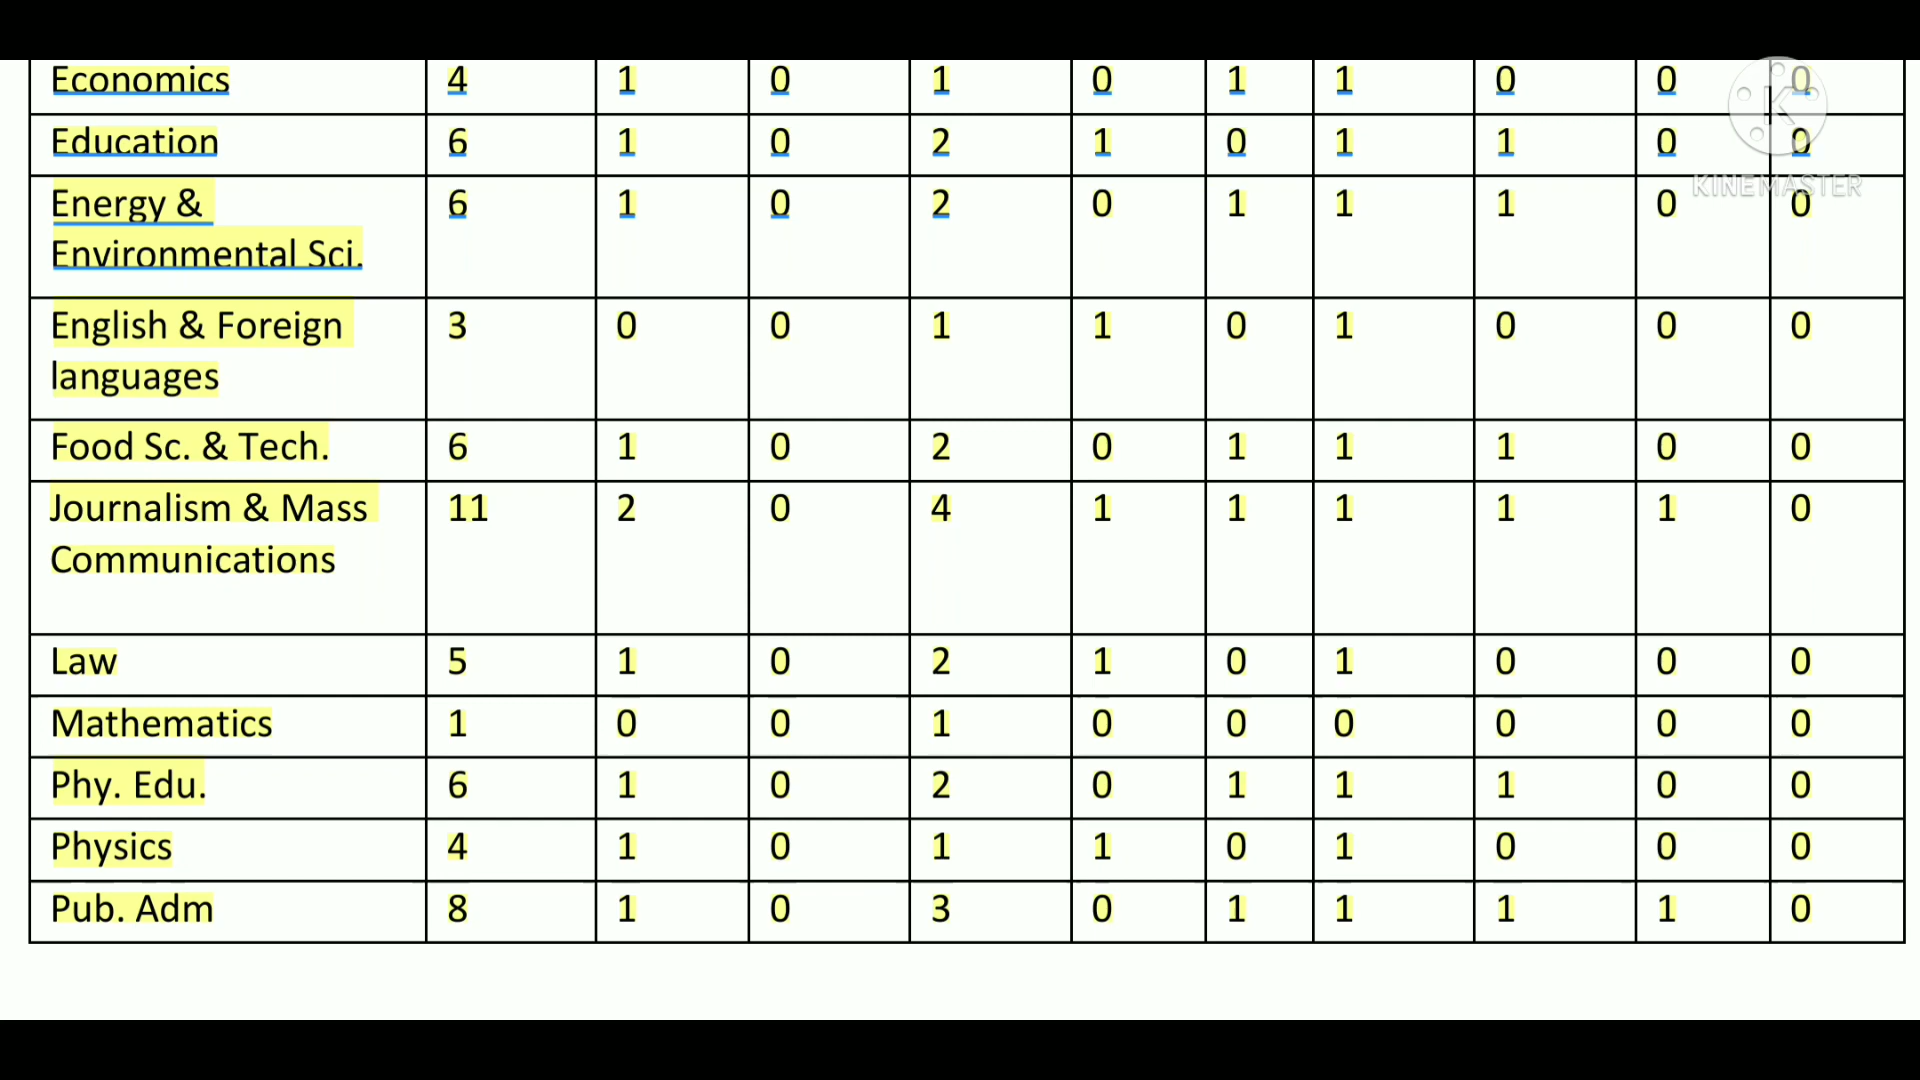 Economics 4 1 0 1 0 1 1 0 0 0
Education 6 1 0 2 1 0 1 1 0 0
Energy & 6 1 0 2 0 1 1 1 0 0
Environmental Sci.
English & Foreign 3 0 0 1 1 0 1 0 0 0
languages
Food Sc. & Tech. 6 1 0 2 0 1 1 1 0 0
Journalism & Mass 11 2 0 4 1 1 1 1 1 0
Communications
Law 5 1 0 2 1 0 1 0 0 0
Mathematics 1 0 0 1 0 0 0 0 0 0
Phy. Edu. 6 1 0 2 0 1 1 1 0 0
Physics 4 1 0 1 1 0 1 0 0 0
Pub. Adm 8 1 0 3 0 1 1 1 1 0
K
KINEMASTER